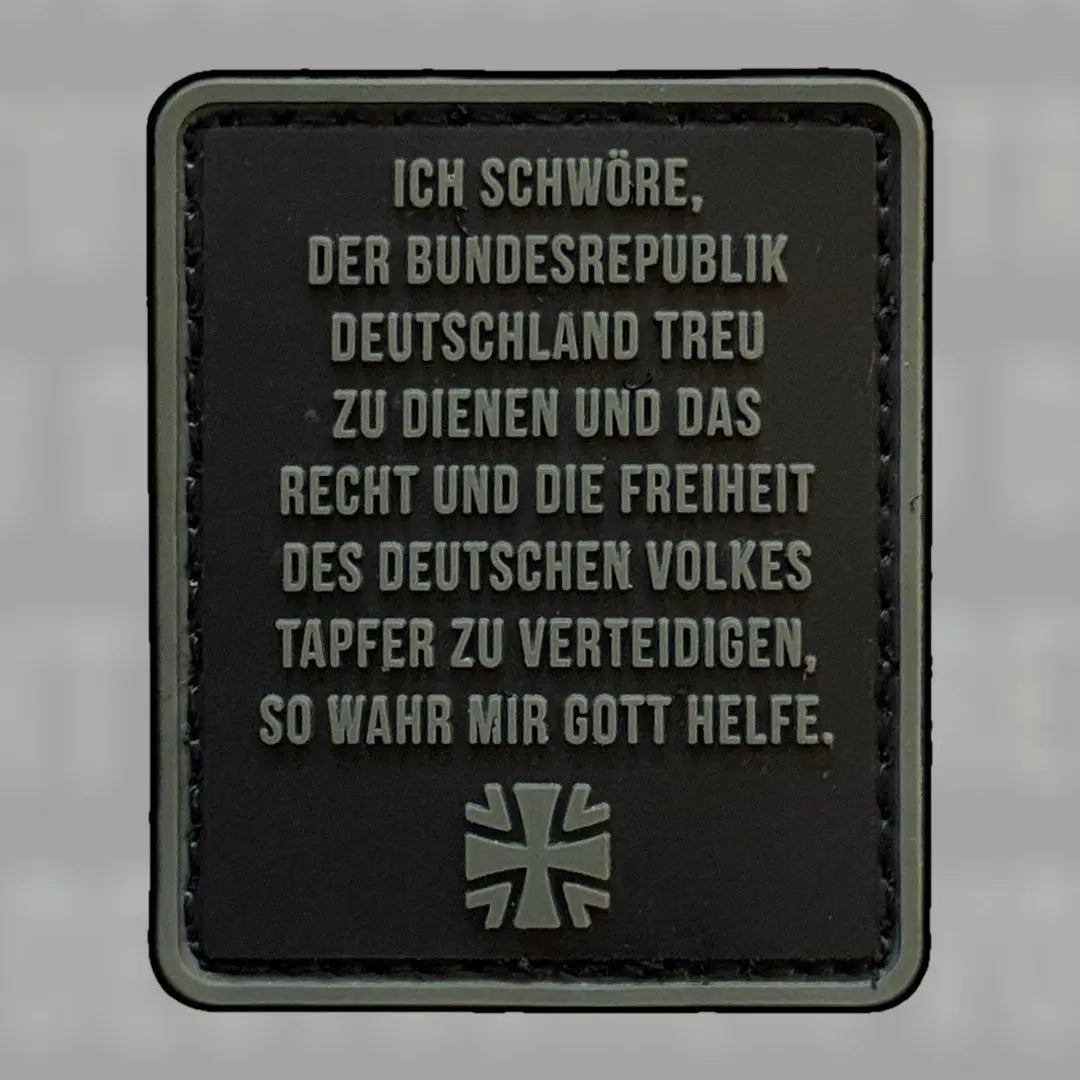 ICH SCHWÖRE,
DER BUNDESREPUBLIK
DEUTSCHLAND TREU
ZU DIENEN UND DAS
RECHT UND DIE FREIHEIT
DES DEUTSCHEN VOLKES
TAPFER ZU VERTEIDIGEN,
SO WAHR MIR GOTT HELFE.